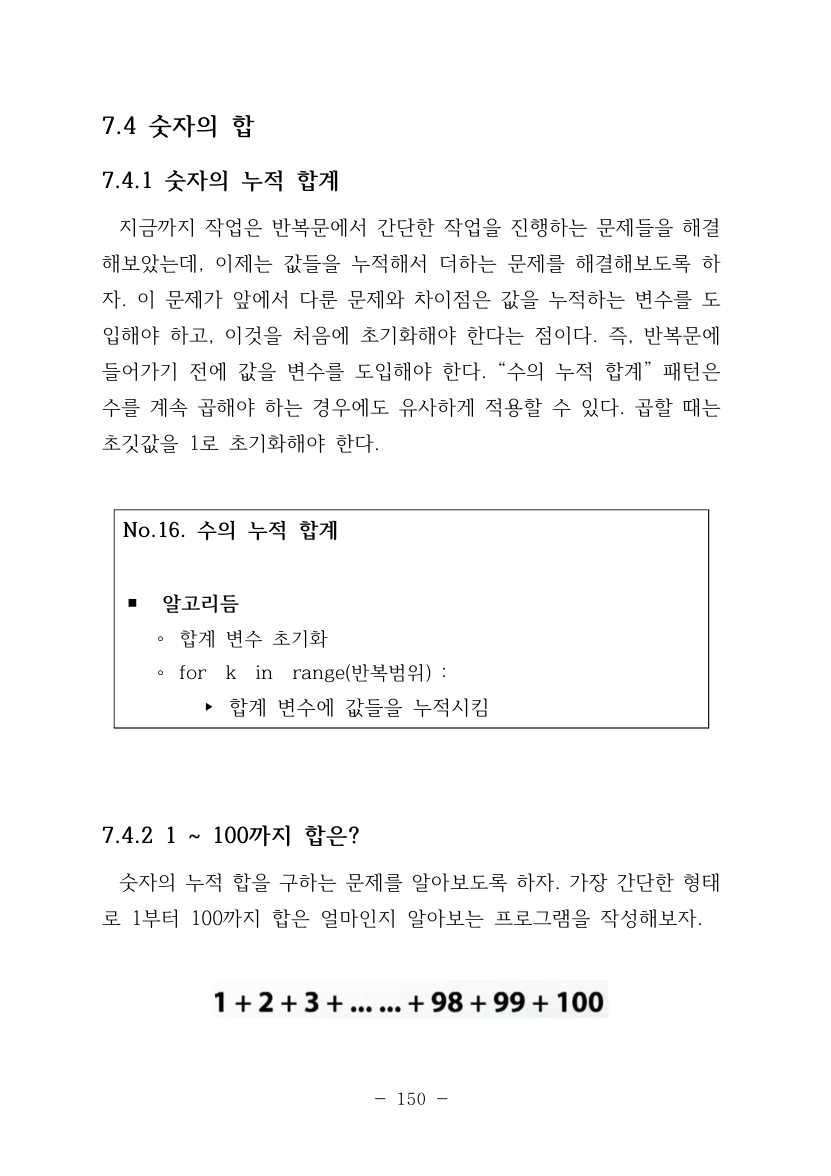 7.4 숫자의 합
7.4.1 숫자의 누적 합계
지금까지 작업은 반복문에서 간단한 작업을 진행하는 문제들을 해결
해보았는데, 이제는 값들을 누적해서 더하는 문제를 해결해보도록 하
자. 이 문제가 앞에서 다룬 문제와 차이점은 값을 누적하는 변수를 도
입해야 하고, 이것을 처음에 초기화해야 한다는 점이다. 즉, 반복문에
들어가기 전에 값을 변수를 도입해야 한다. “수의 누적 합계” 패턴은
수를 계속 곱해야 하는 경우에도 유사하게 적용할 수 있다. 곱할 때는
초깃값을 1로 초기화해야 한다.
No.16. 수의 누적 합계
■ 알고리듬
◦ 합계 변수 초기화
◦ for k in range(반복범위) :
▸ 합계 변수에 값들을 누적시킴
7.4.2 1 ~ 100까지 합은?
숫자의 누적 합을 구하는 문제를 알아보도록 하자. 가장 간단한 형태
로 1부터 100까지 합은 얼마인지 알아보는 프로그램을 작성해보자.
1 + 2 + 3 + ... ... + 98 + 99 + 100
- 150 -